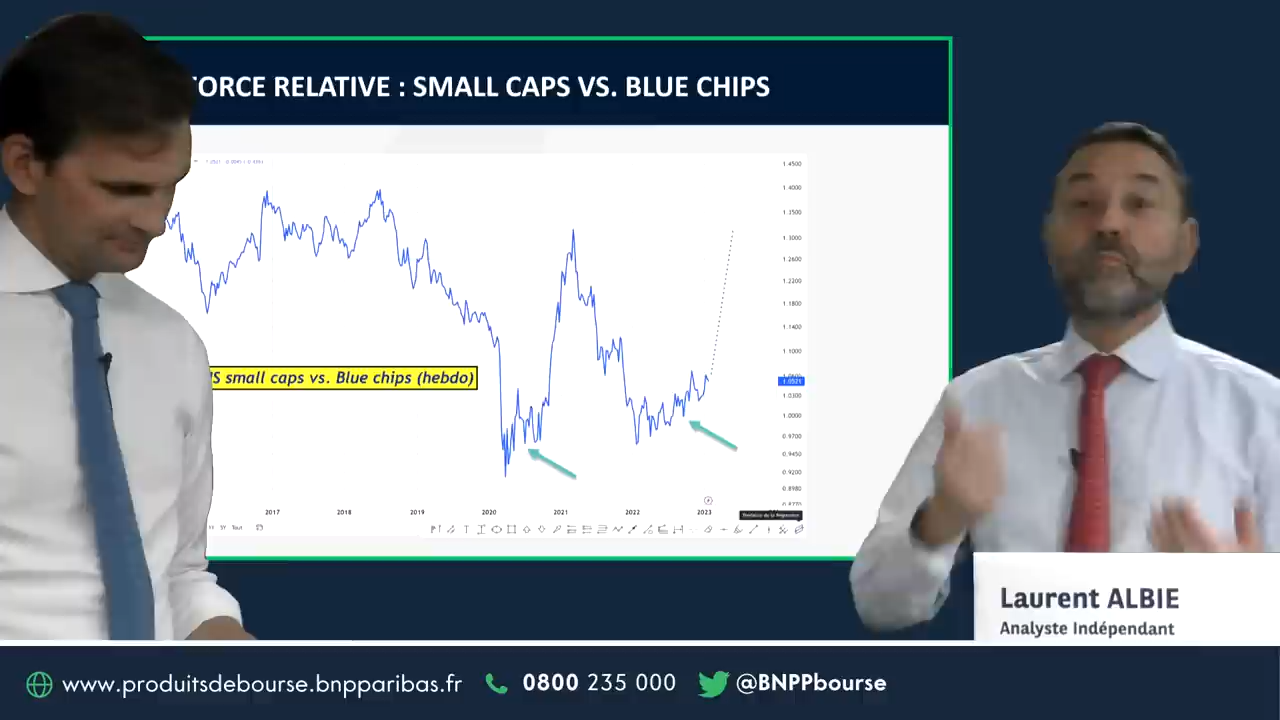 FORCE RELATIVE : SMALL CAPS VS. BLUE CHIPS
1.4500
1.4000
1.3500
1.3000
1.2600
1.2200
1.1800
1.1400
1.1000
1.0521
1.0300
1.0000
0.9700
0.9450
0.9200
0.8980
S small caps vs. Blue chips (hebdo)
2017 2018 2019 2020 2021 2022 2023
Tout
Laurent ALBIE
Analyste Indépendant
www.produitsdebourse.bnpparibas.fr 0800 235 000 @BNPPbourse